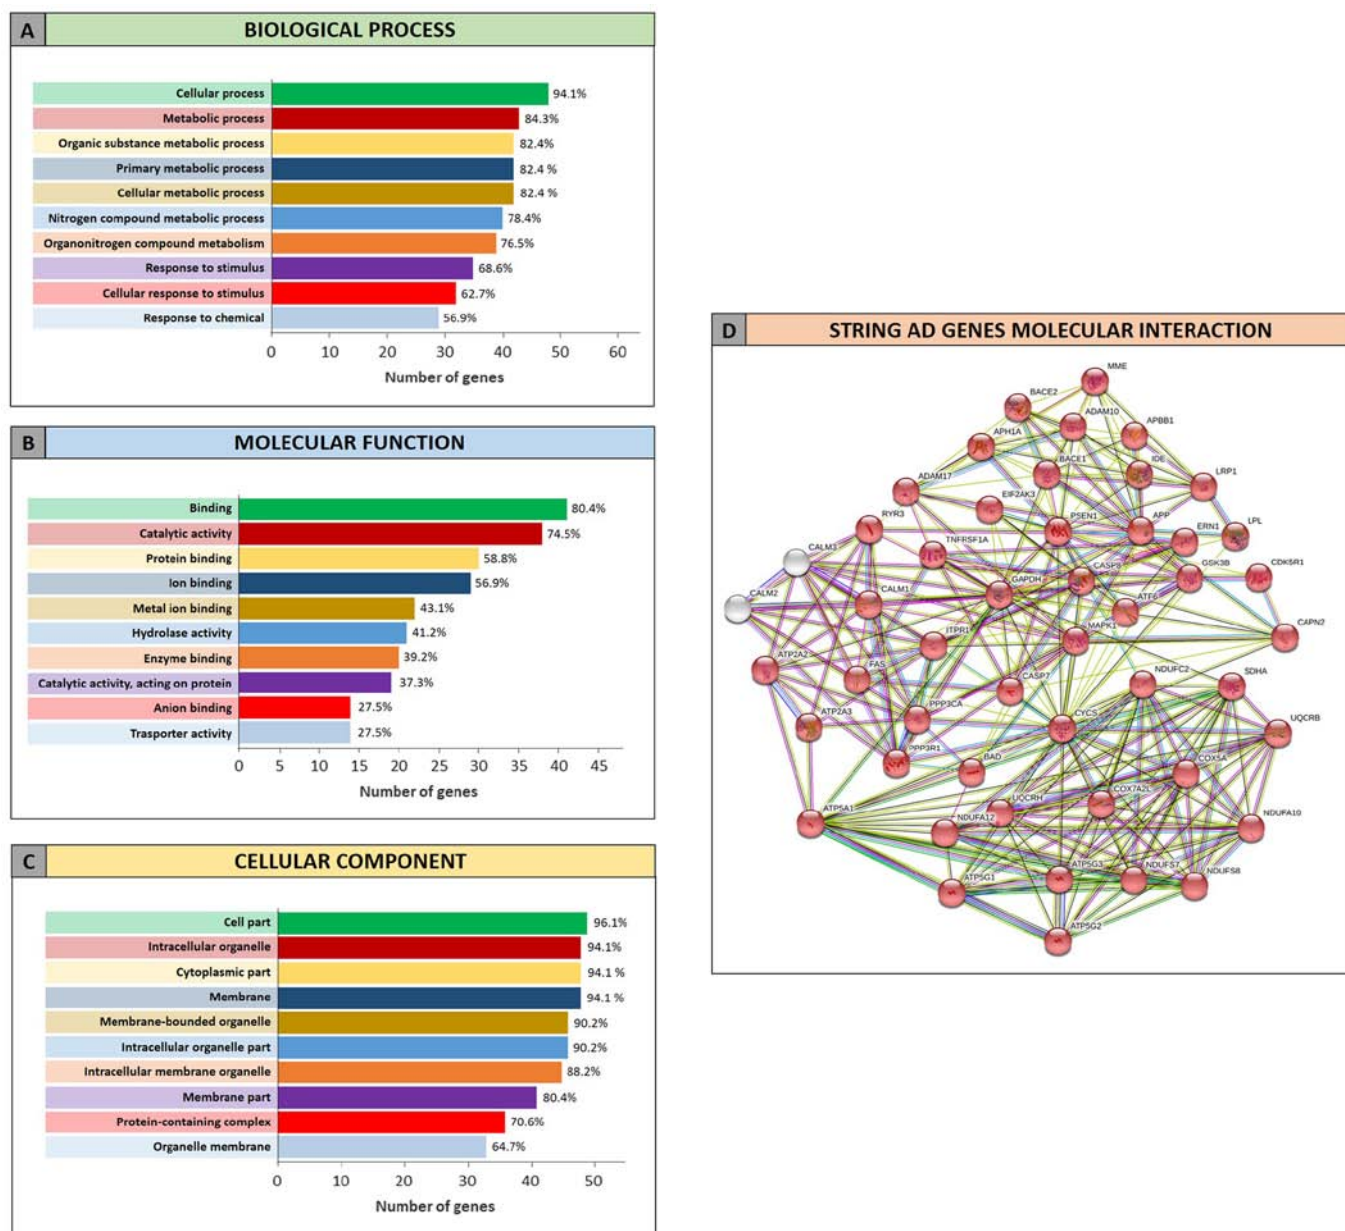 A
BIOLOGICAL PROCESS
Cellular process 94.1%
Metabolic process 84.3%
Organic substance metabolic process 82.4%
Primary metabolic process 82.4 %
Cellular metabolic process 82.4 %
Nitrogen compound metabolic process 78.4%
Organonitrogen compound metabolism 76.5%
Response to stimulus 68.6%
Cellular response to stimulus 62.7%
Response to chemical 56.9%
0 10 20 30 40 50 60
Number of genes
B
MOLECULAR FUNCTION
Binding 80.4%
Catalytic activity 74.5%
Protein binding 58.8%
Ion binding 56.9%
Metal ion binding 43.1%
Hydrolase activity 41.2%
Enzyme binding 39.2%
Catalytic activity, acting on protein 37.3%
Anion binding 27.5%
Trasporter activity 27.5%
0 5 10 15 20 25 30 35 40 45
Number of genes
C
CELLULAR COMPONENT
Cell part 96.1%
Intracellular organelle 94.1%
Cytoplasmic part 94.1 %
Membrane 94.1 %
Membrane-bounded organelle 90.2%
Intracellular organelle part 90.2%
Intracellular membrane organelle 88.2%
Membrane part 80.4%
Protein-containing complex 70.6%
Organelle membrane 64.7%
0 10 20 30 40 50
Number of genes
D
STRING AD GENES MOLECULAR INTERACTION
MME
BACE2
ADAM10
APBB1
APH1A
BACE1
IDE
LRP1
ADAM17
EIF2AK3
PSEN1
APP
ERN1
LPL
RYR3
TNFRSF1A
CALM3
CASP8
GSK3B
CDK5R1
GAPDH
CALM2
CALM1
ATF6
MAPK1
CAPN2
ITPR1
ATP2A2
FAS
CASP7
NDUFC2
SDHA
ATP2A3
PPP3CA
CYCS
UQCRB
PPP3R1
BAD
COX5A
COX7A2L
UQCRH
ATP5A1
NDUFA12
NDUFA10
ATP5G3
NDUFS7
NDUFS8
ATP5G1
ATP5G2